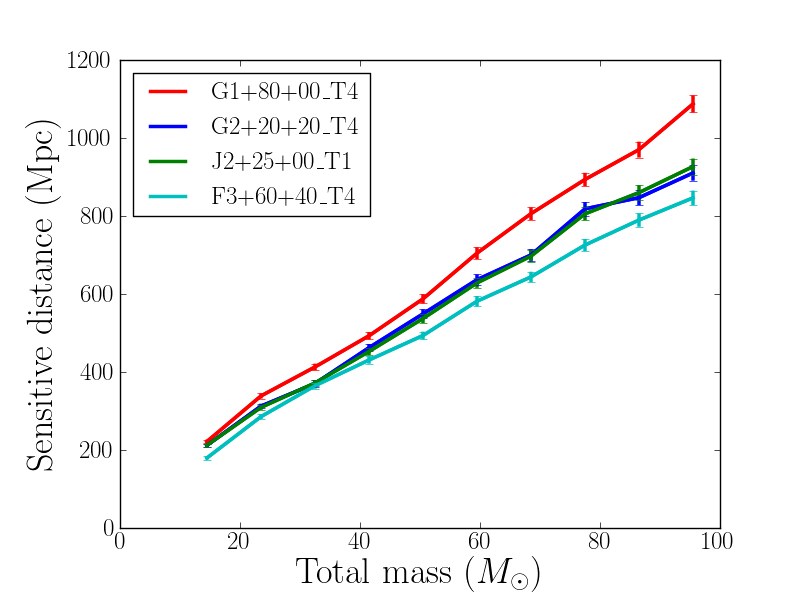 1200
1000
800
600
400
200
0
Sensitive distance (Mpc)
G1+80+00_T4
G2+20+20_T4
J2+25+00_T1
F3+60+40_T4
0 20 40 60 80 100
Total mass (M⊙)